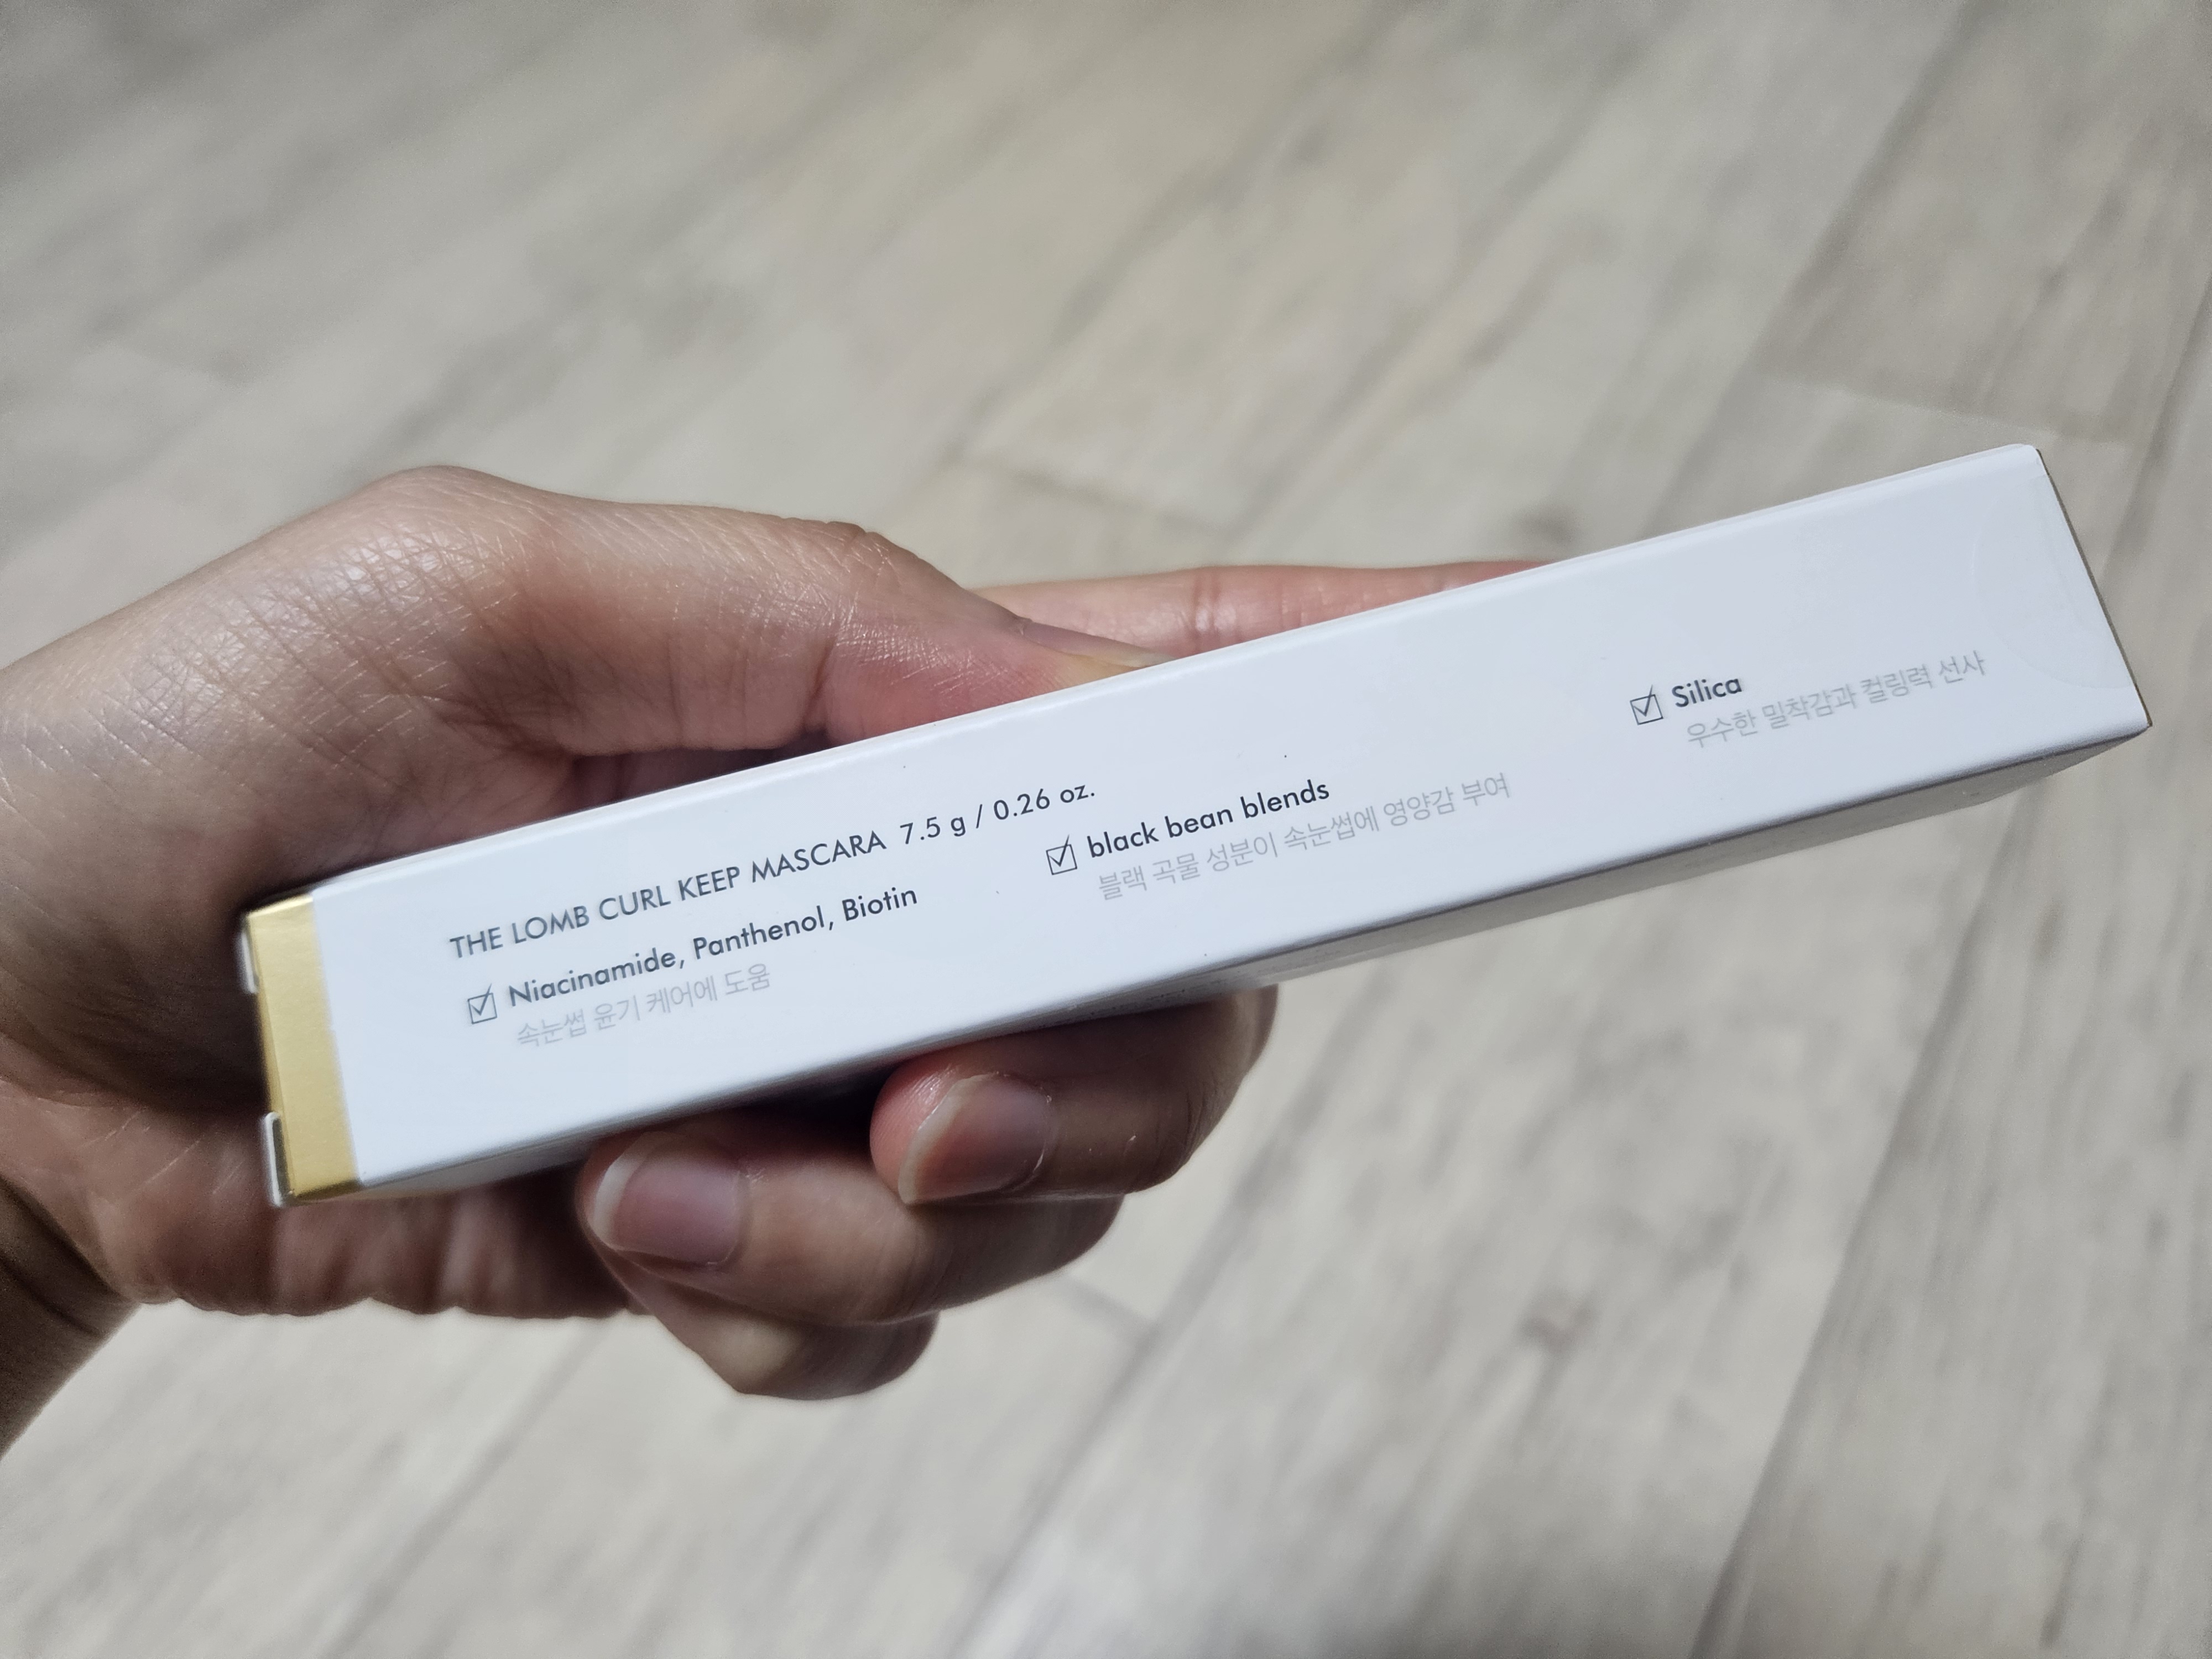 THE LOMB CURL KEEP MASCARA 7.5 g / 0.26 oz.
☑ Niacinamide, Panthenol, Biotin
속눈썹 윤기 케어에 도움
☑ black bean blends
블랙 곡물 성분이 속눈썹에 영양감 부여
☑ Silica
우수한 밀착감과 컬링력 선사